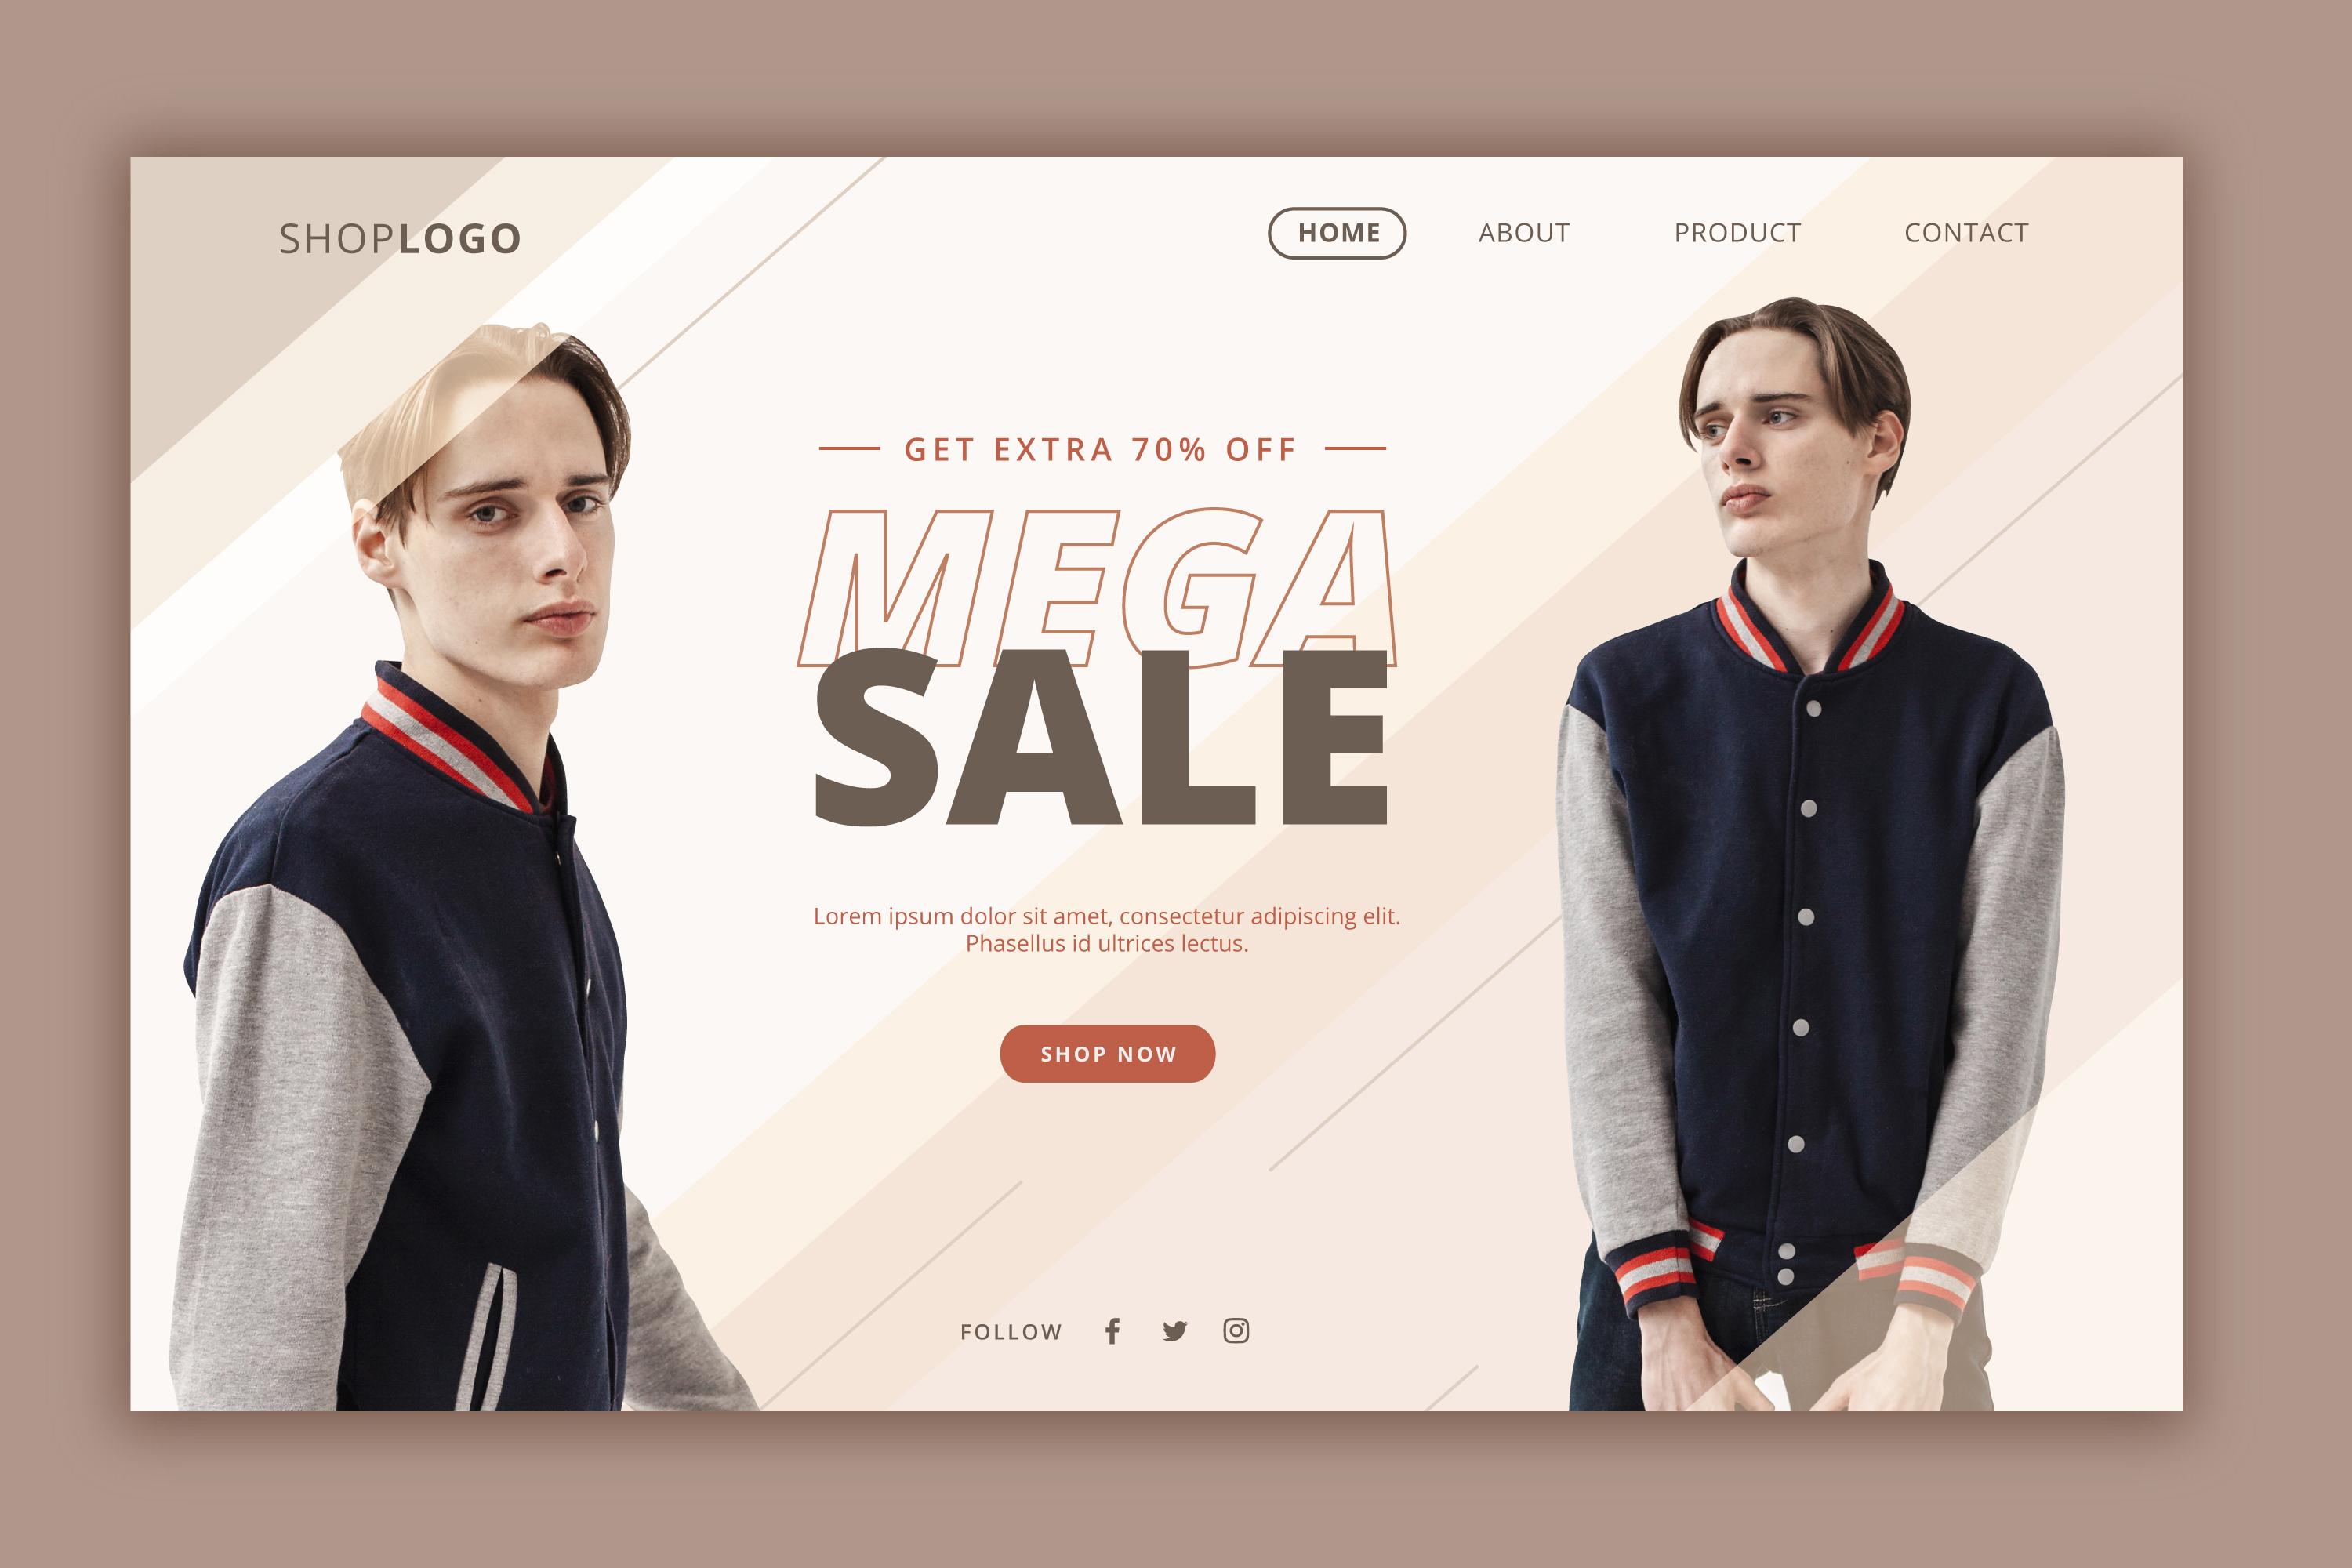 SHOPLOGO
HOME ABOUT PRODUCT CONTACT
GET EXTRA 70% OFF
MEGA
SALE
Lorem ipsum dolor sit amet, consectetur adipiscing elit.
Phasellus id ultrices lectus.
SHOP NOW
FOLLOW